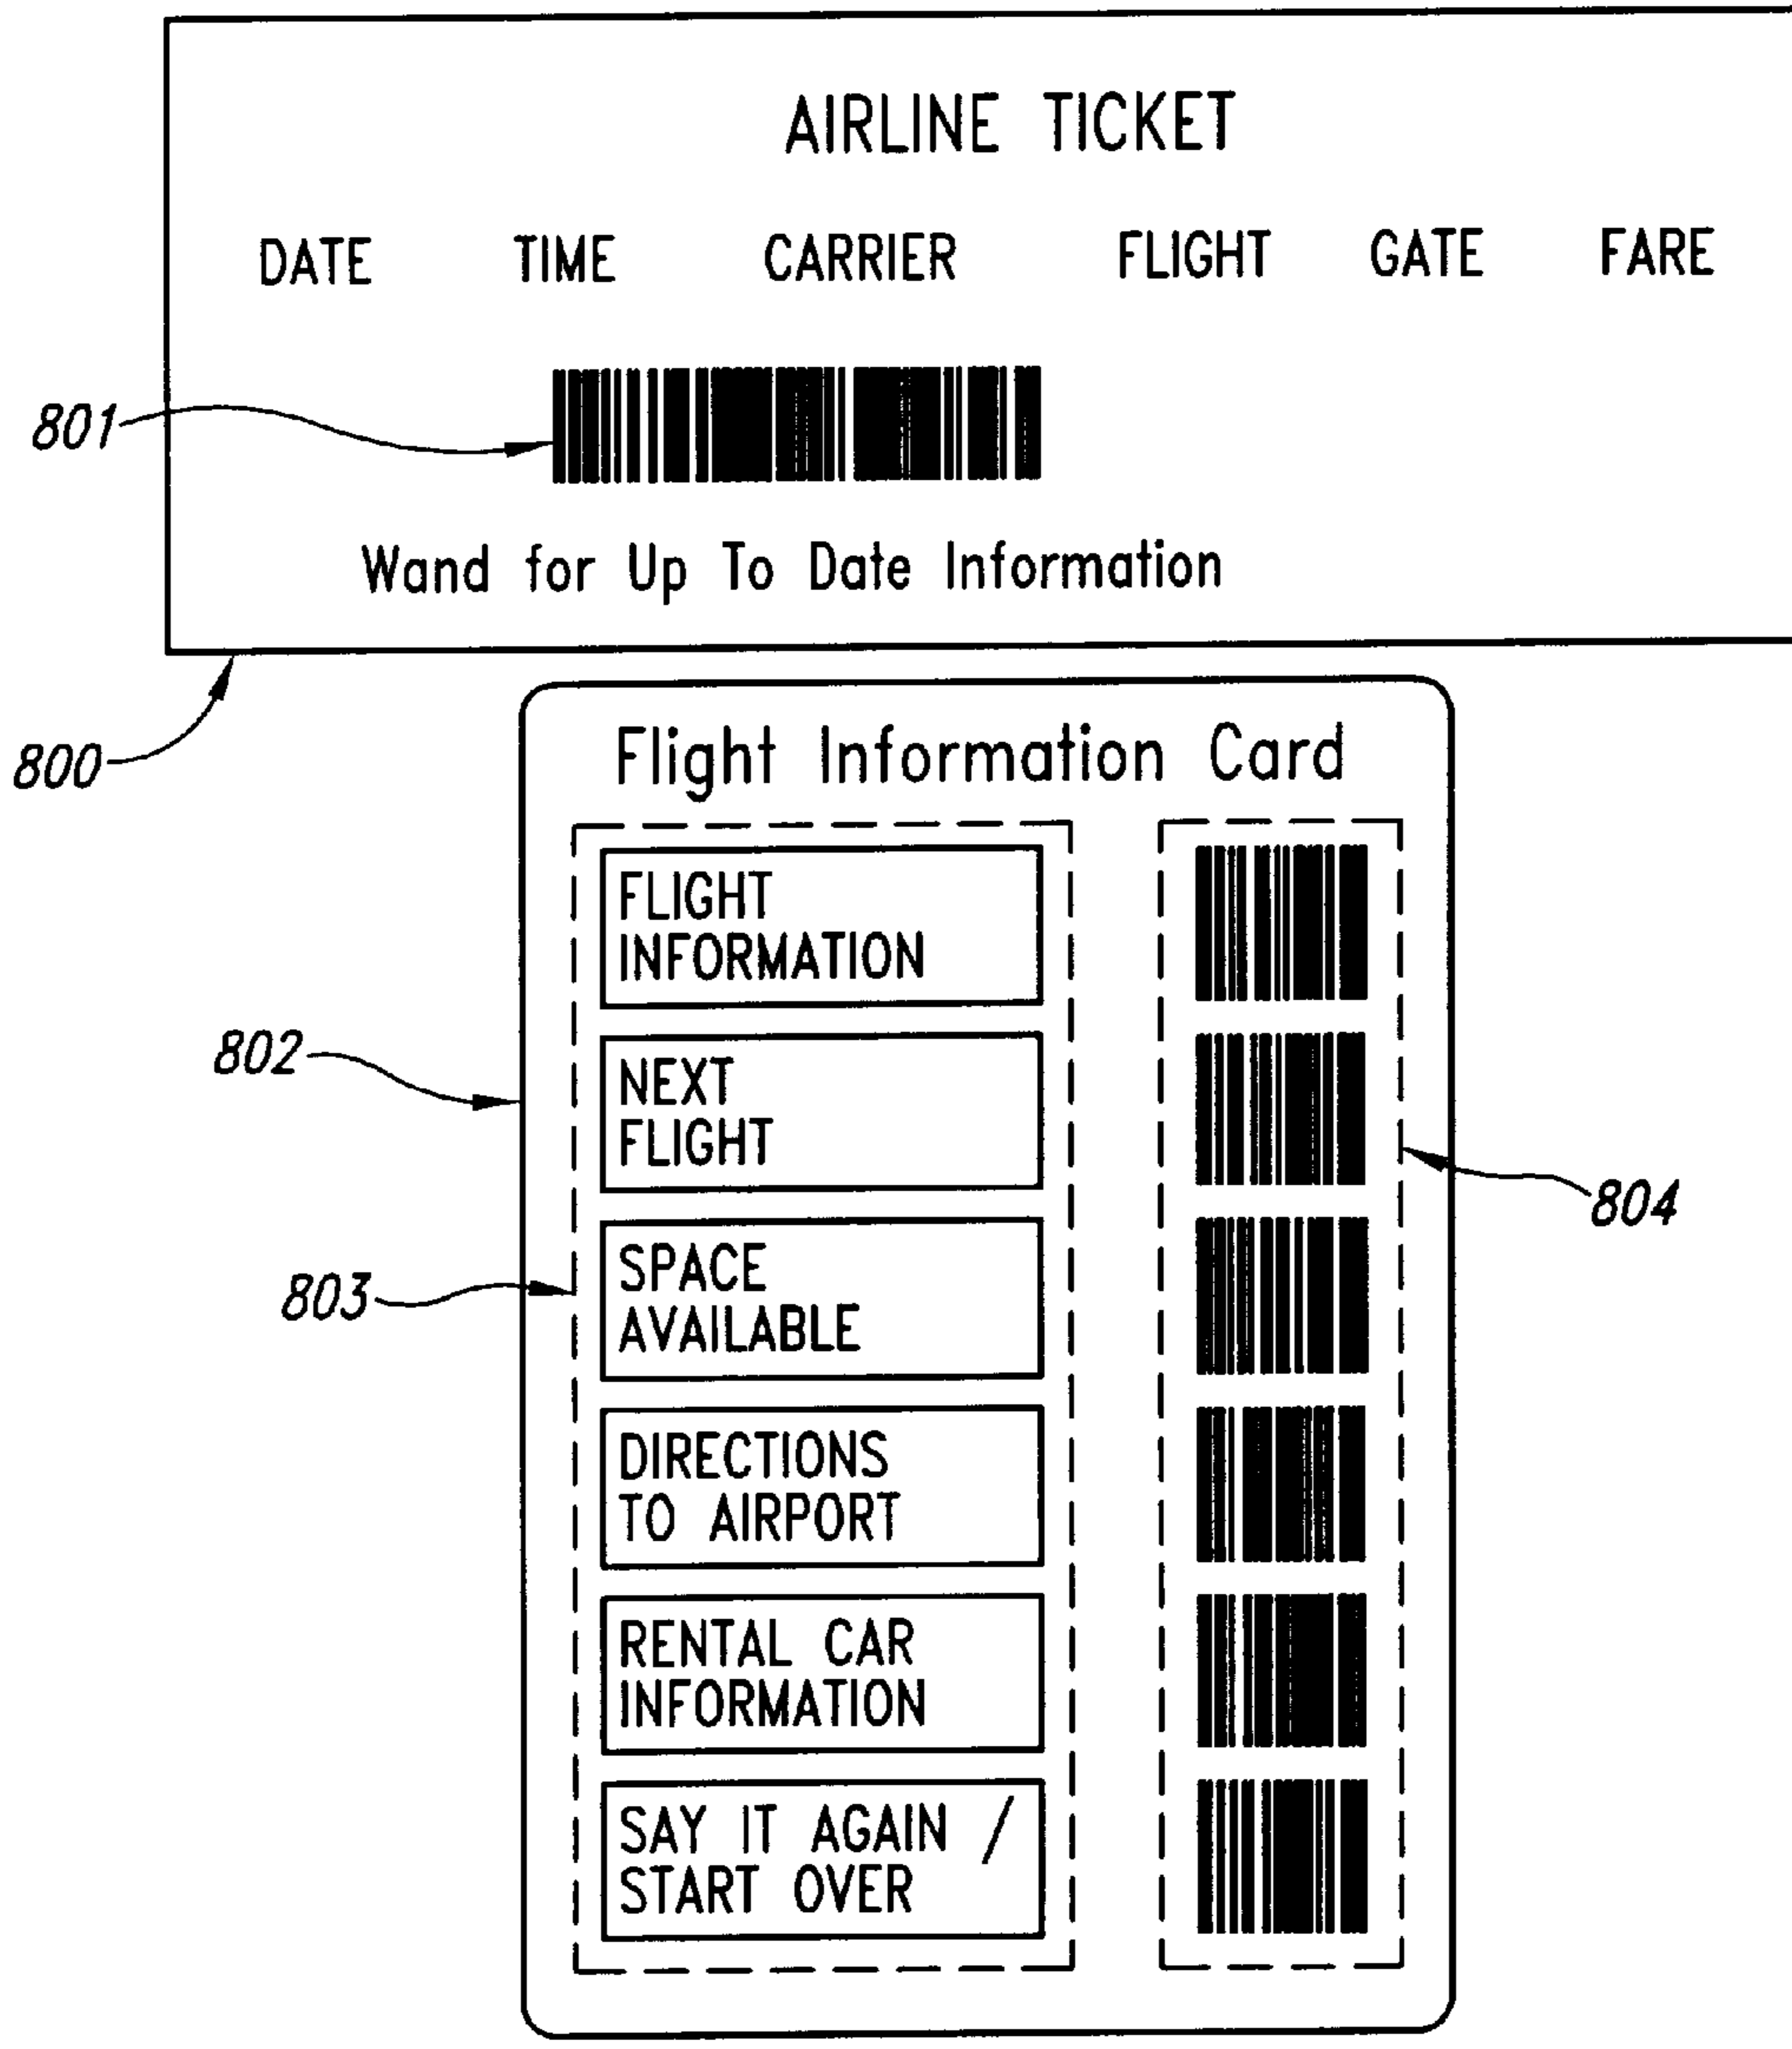 AIRLINE TICKET
DATE TIME CARRIER FLIGHT GATE FARE
801
Wand for Up To Date Information
800
Flight Information Card
FLIGHT
INFORMATION
802
NEXT
FLIGHT
804
803
SPACE
AVAILABLE
DIRECTIONS
TO AIRPORT
RENTAL CAR
INFORMATION
SAY IT AGAIN /
START OVER